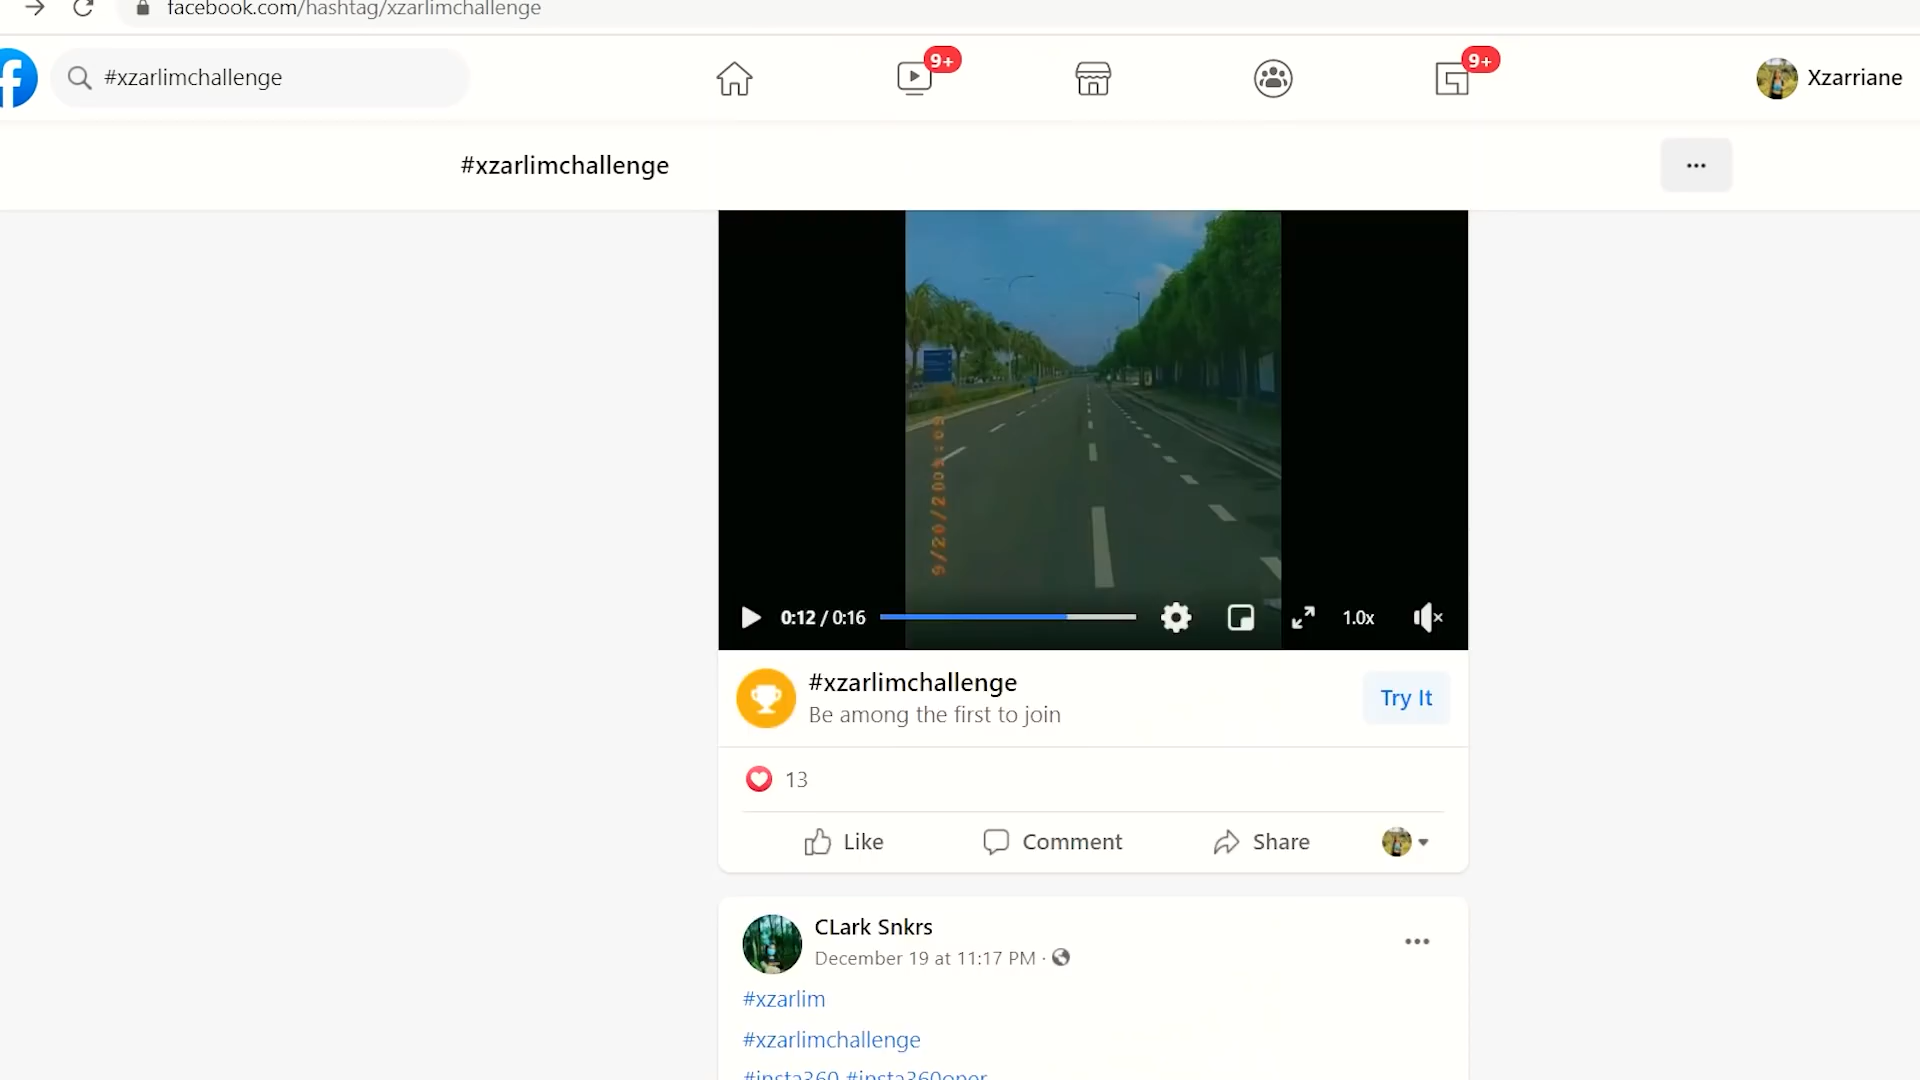 facebook.com/hashtag/xzarlimchallenge
#xzarlimchallenge
9+
9+
Xzarriane
#xzarlimchallenge
0:12 / 0:16
1.0x
#xzarlimchallenge
Be among the first to join
Try It
13
Like
Comment
Share
CLark Snkrs
December 19 at 11:17 PM ·
#xzarlim
#xzarlimchallenge
#insta360 #insta360oner